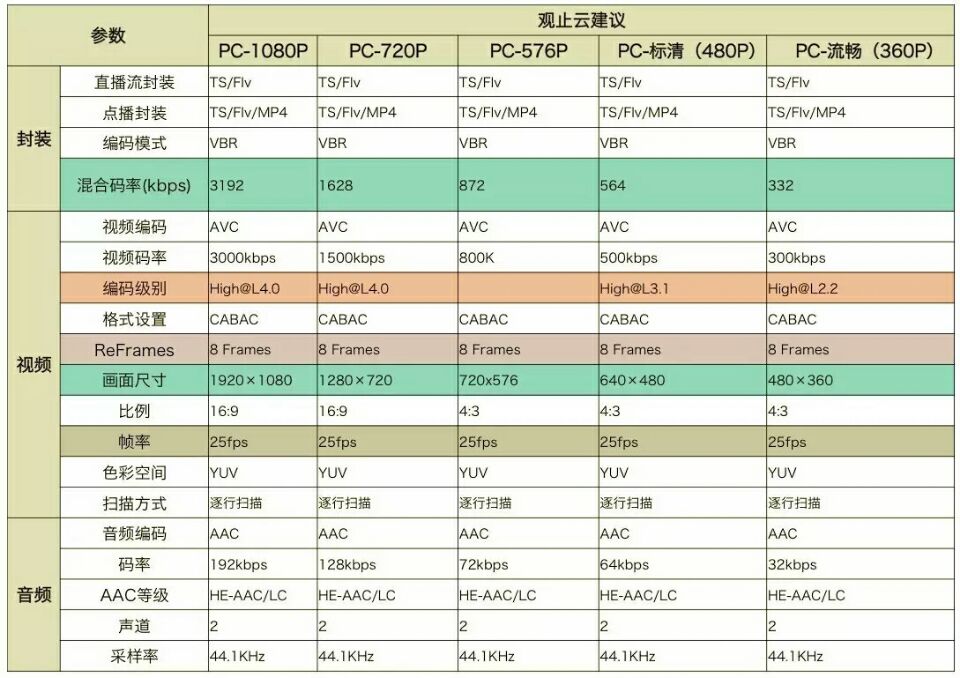 参数 观止云建议
PC-1080P PC-720P PC-576P PC-标清（480P） PC-流畅（360P）
封装
直播流封装 TS/Flv TS/Flv TS/Flv TS/Flv TS/Flv
点播封装 TS/Flv/MP4 TS/Flv/MP4 TS/Flv/MP4 TS/Flv/MP4 TS/Flv/MP4
编码模式 VBR VBR VBR VBR VBR
混合码率(kbps) 3192 1628 872 564 332
视频
视频编码 AVC AVC AVC AVC AVC
视频码率 3000kbps 1500kbps 800K 500kbps 300kbps
编码级别 High@L4.0 High@L4.0 High@L3.1 High@L2.2
格式设置 CABAC CABAC CABAC CABAC CABAC
ReFrames 8 Frames 8 Frames 8 Frames 8 Frames 8 Frames
画面尺寸 1920×1080 1280×720 720x576 640×480 480×360
比例 16:9 16:9 4:3 4:3 4:3
帧率 25fps 25fps 25fps 25fps 25fps
色彩空间 YUV YUV YUV YUV YUV
扫描方式 逐行扫描 逐行扫描 逐行扫描 逐行扫描 逐行扫描
音频
音频编码 AAC AAC AAC AAC AAC
码率 192kbps 128kbps 72kbps 64kbps 32kbps
AAC等级 HE-AAC/LC HE-AAC/LC HE-AAC/LC HE-AAC/LC HE-AAC/LC
声道 2 2 2 2 2
采样率 44.1KHz 44.1KHz 44.1KHz 44.1KHz 44.1KHz